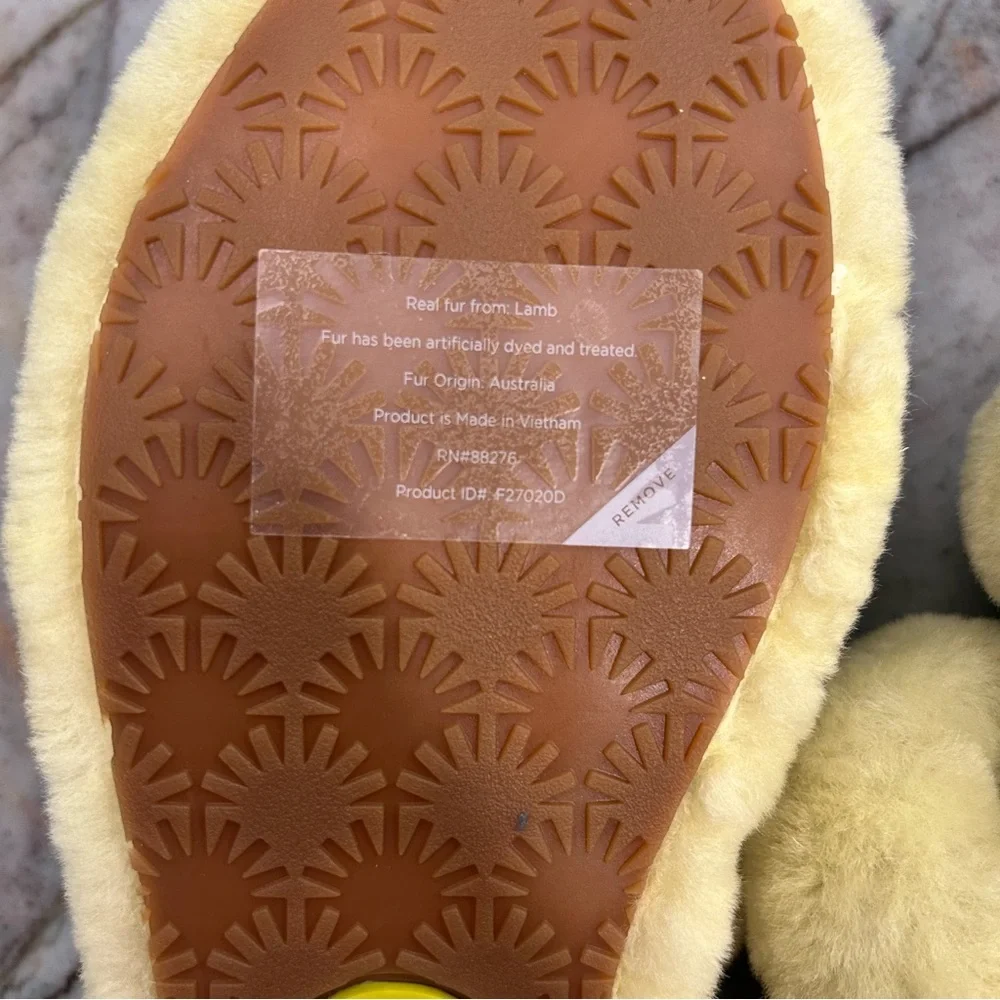 Real fur from: Lamb
Fur has been artificially dyed and treated.
Fur Origin: Australia
Product is Made in Vietnam
RN#88276
Product ID#: F27020D
REMOVE